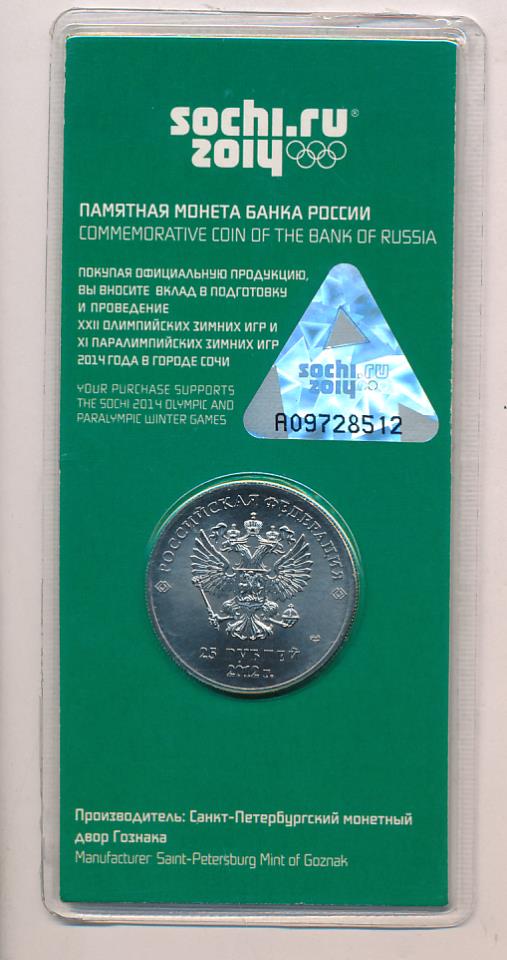 sochi.ru®
2014
ПАМЯТНАЯ МОНЕТА БАНКА РОССИИ
COMMEMORATIVE COIN OF THE BANK OF RUSSIA
ПОКУПАЯ ОФИЦИАЛЬНУЮ ПРОДУКЦИЮ,
ВЫ ВНОСИТЕ ВКЛАД В ПОДГОТОВКУ
И ПРОВЕДЕНИЕ
XXII ОЛИМПИЙСКИХ ЗИМНИХ ИГР И
XI ПАРАЛИМПИЙСКИХ ЗИМНИХ ИГР
2014 ГОДА В ГОРОДЕ СОЧИ
YOUR PURCHASE SUPPORTS
THE SOCHI 2014 OLYMPIC AND
PARALYMPIC WINTER GAMES
sochi.ru
2014
A09728512
РОССИЙСКАЯ ФЕДЕРАЦИЯ
25 РУБЛЕЙ
2012 г.
Производитель: Санкт-Петербургский монетный
двор Гознака
Manufacturer Saint-Petersburg Mint of Goznak